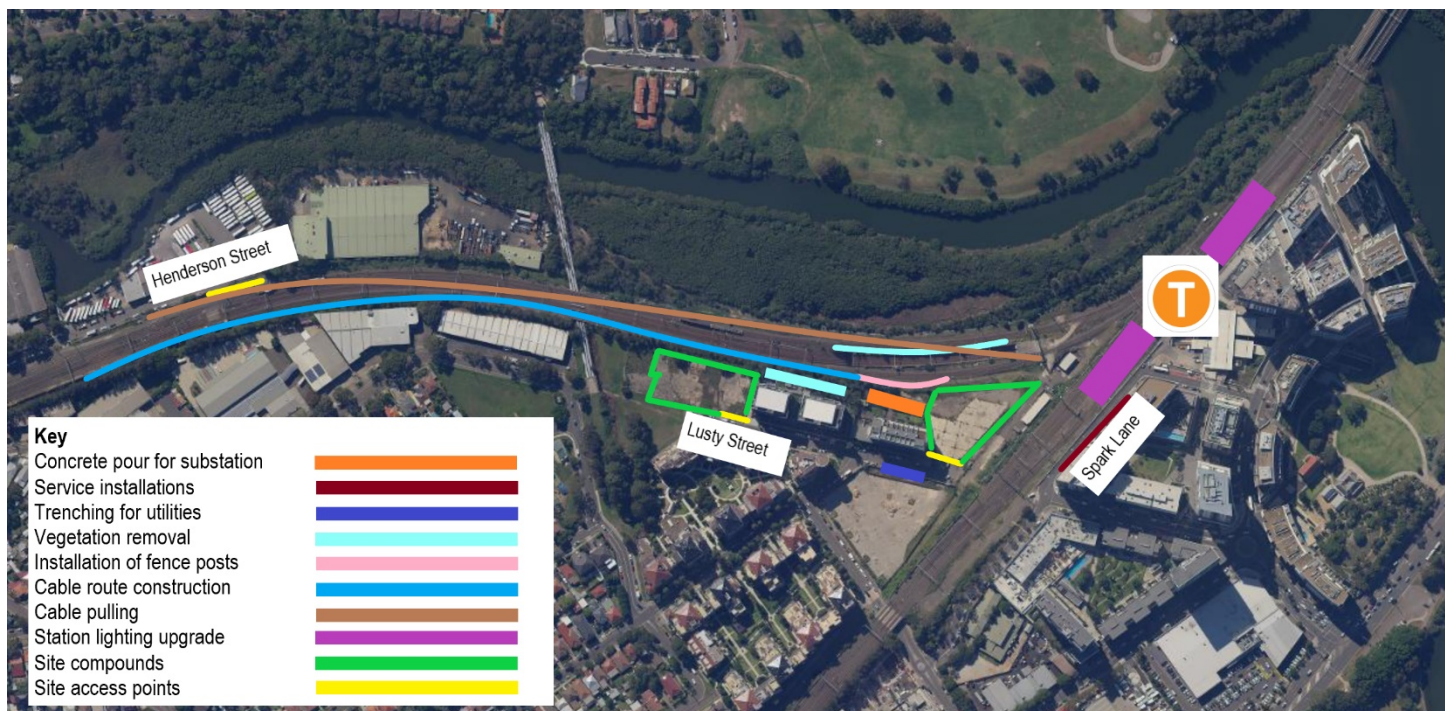 Henderson Street
T
Lusty Street
Spark Lane
Key
Concrete pour for substation
Service installations
Trenching for utilities
Vegetation removal
Installation of fence posts
Cable route construction
Cable pulling
Station lighting upgrade
Site compounds
Site access points